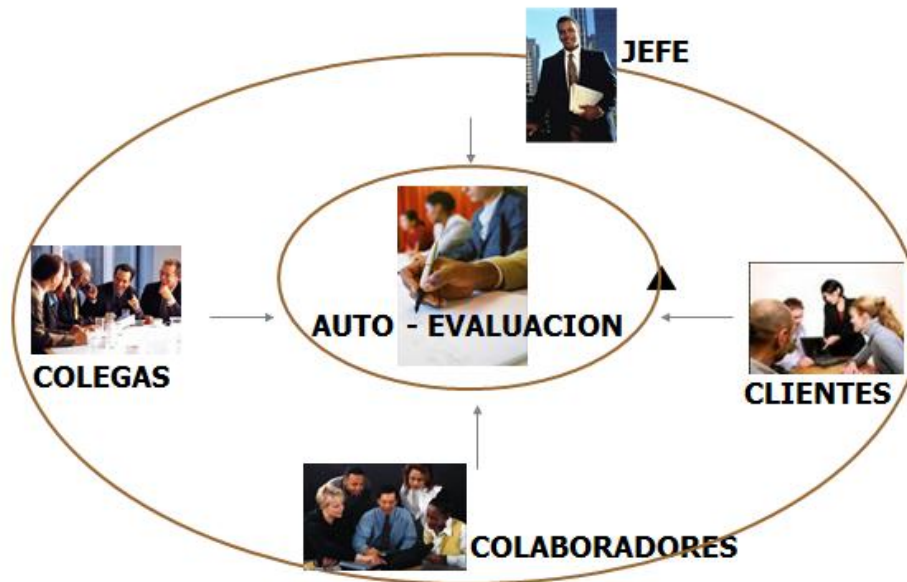 JEFE
AUTO - EVALUACION
COLEGAS
CLIENTES
COLABORADORES